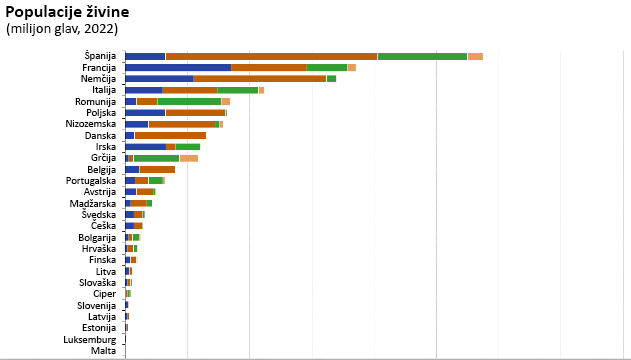 Populacije živine
(milijon glav, 2022)
Španija
Francija
Nemčija
Italija
Romunija
Poljska
Nizozemska
Danska
Irska
Grčija
Belgija
Portugalska
Avstrija
Madžarska
Švedska
Češka
Bolgarija
Hrvaška
Finska
Litva
Slovaška
Ciper
Slovenija
Latvija
Estonija
Luksemburg
Malta